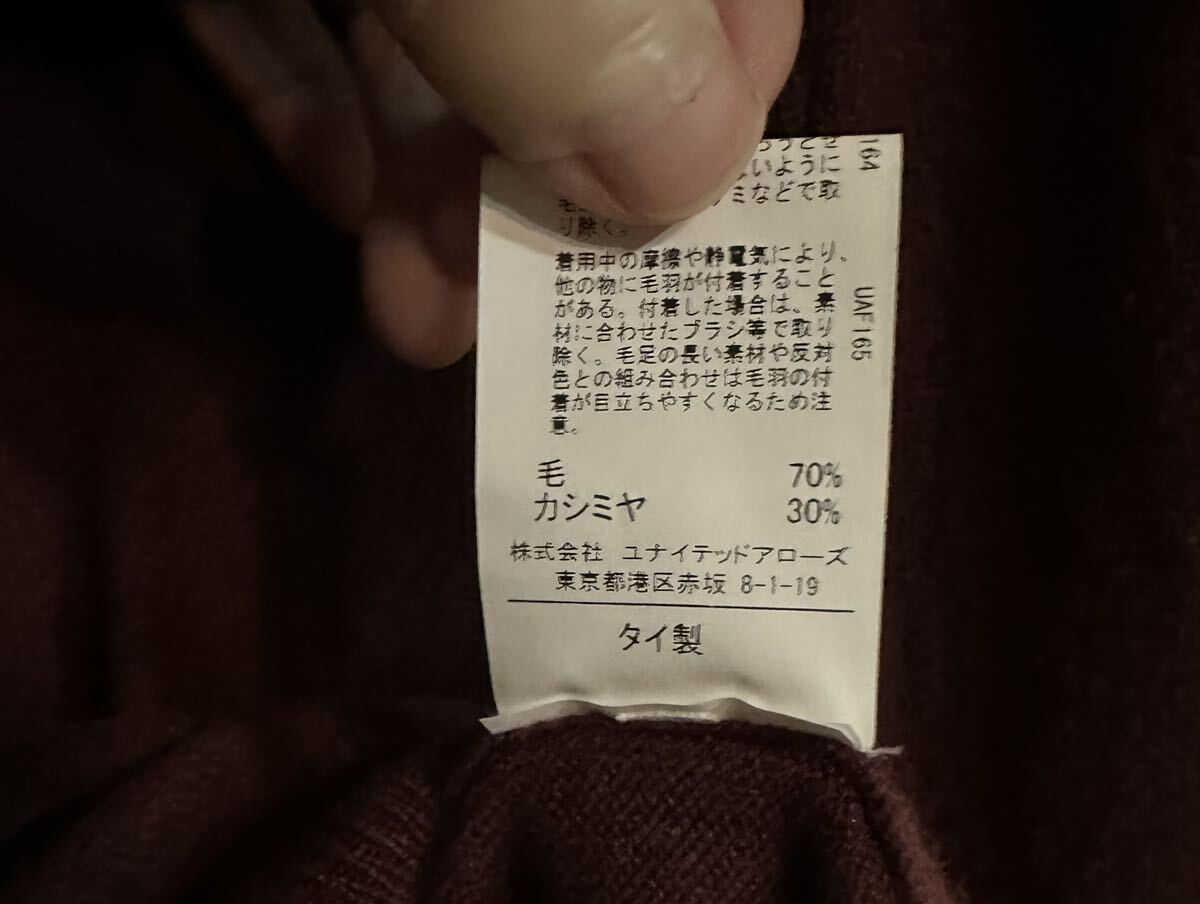 いように
ミなどで取
り除く。
着用中の摩擦や静電気により、
他の物に毛羽が付着すること
がある。付着した場合は、素
材に合わせたブラシ等で取り
除く。毛足の長い素材や反対
色との組み合わせは毛羽の付
着が目立ちやすくなるため注
意。
164
UAF165
毛 70%
カシミヤ 30%
株式会社 ユナイテッドアローズ
東京都港区赤坂 8-1-19
タイ製